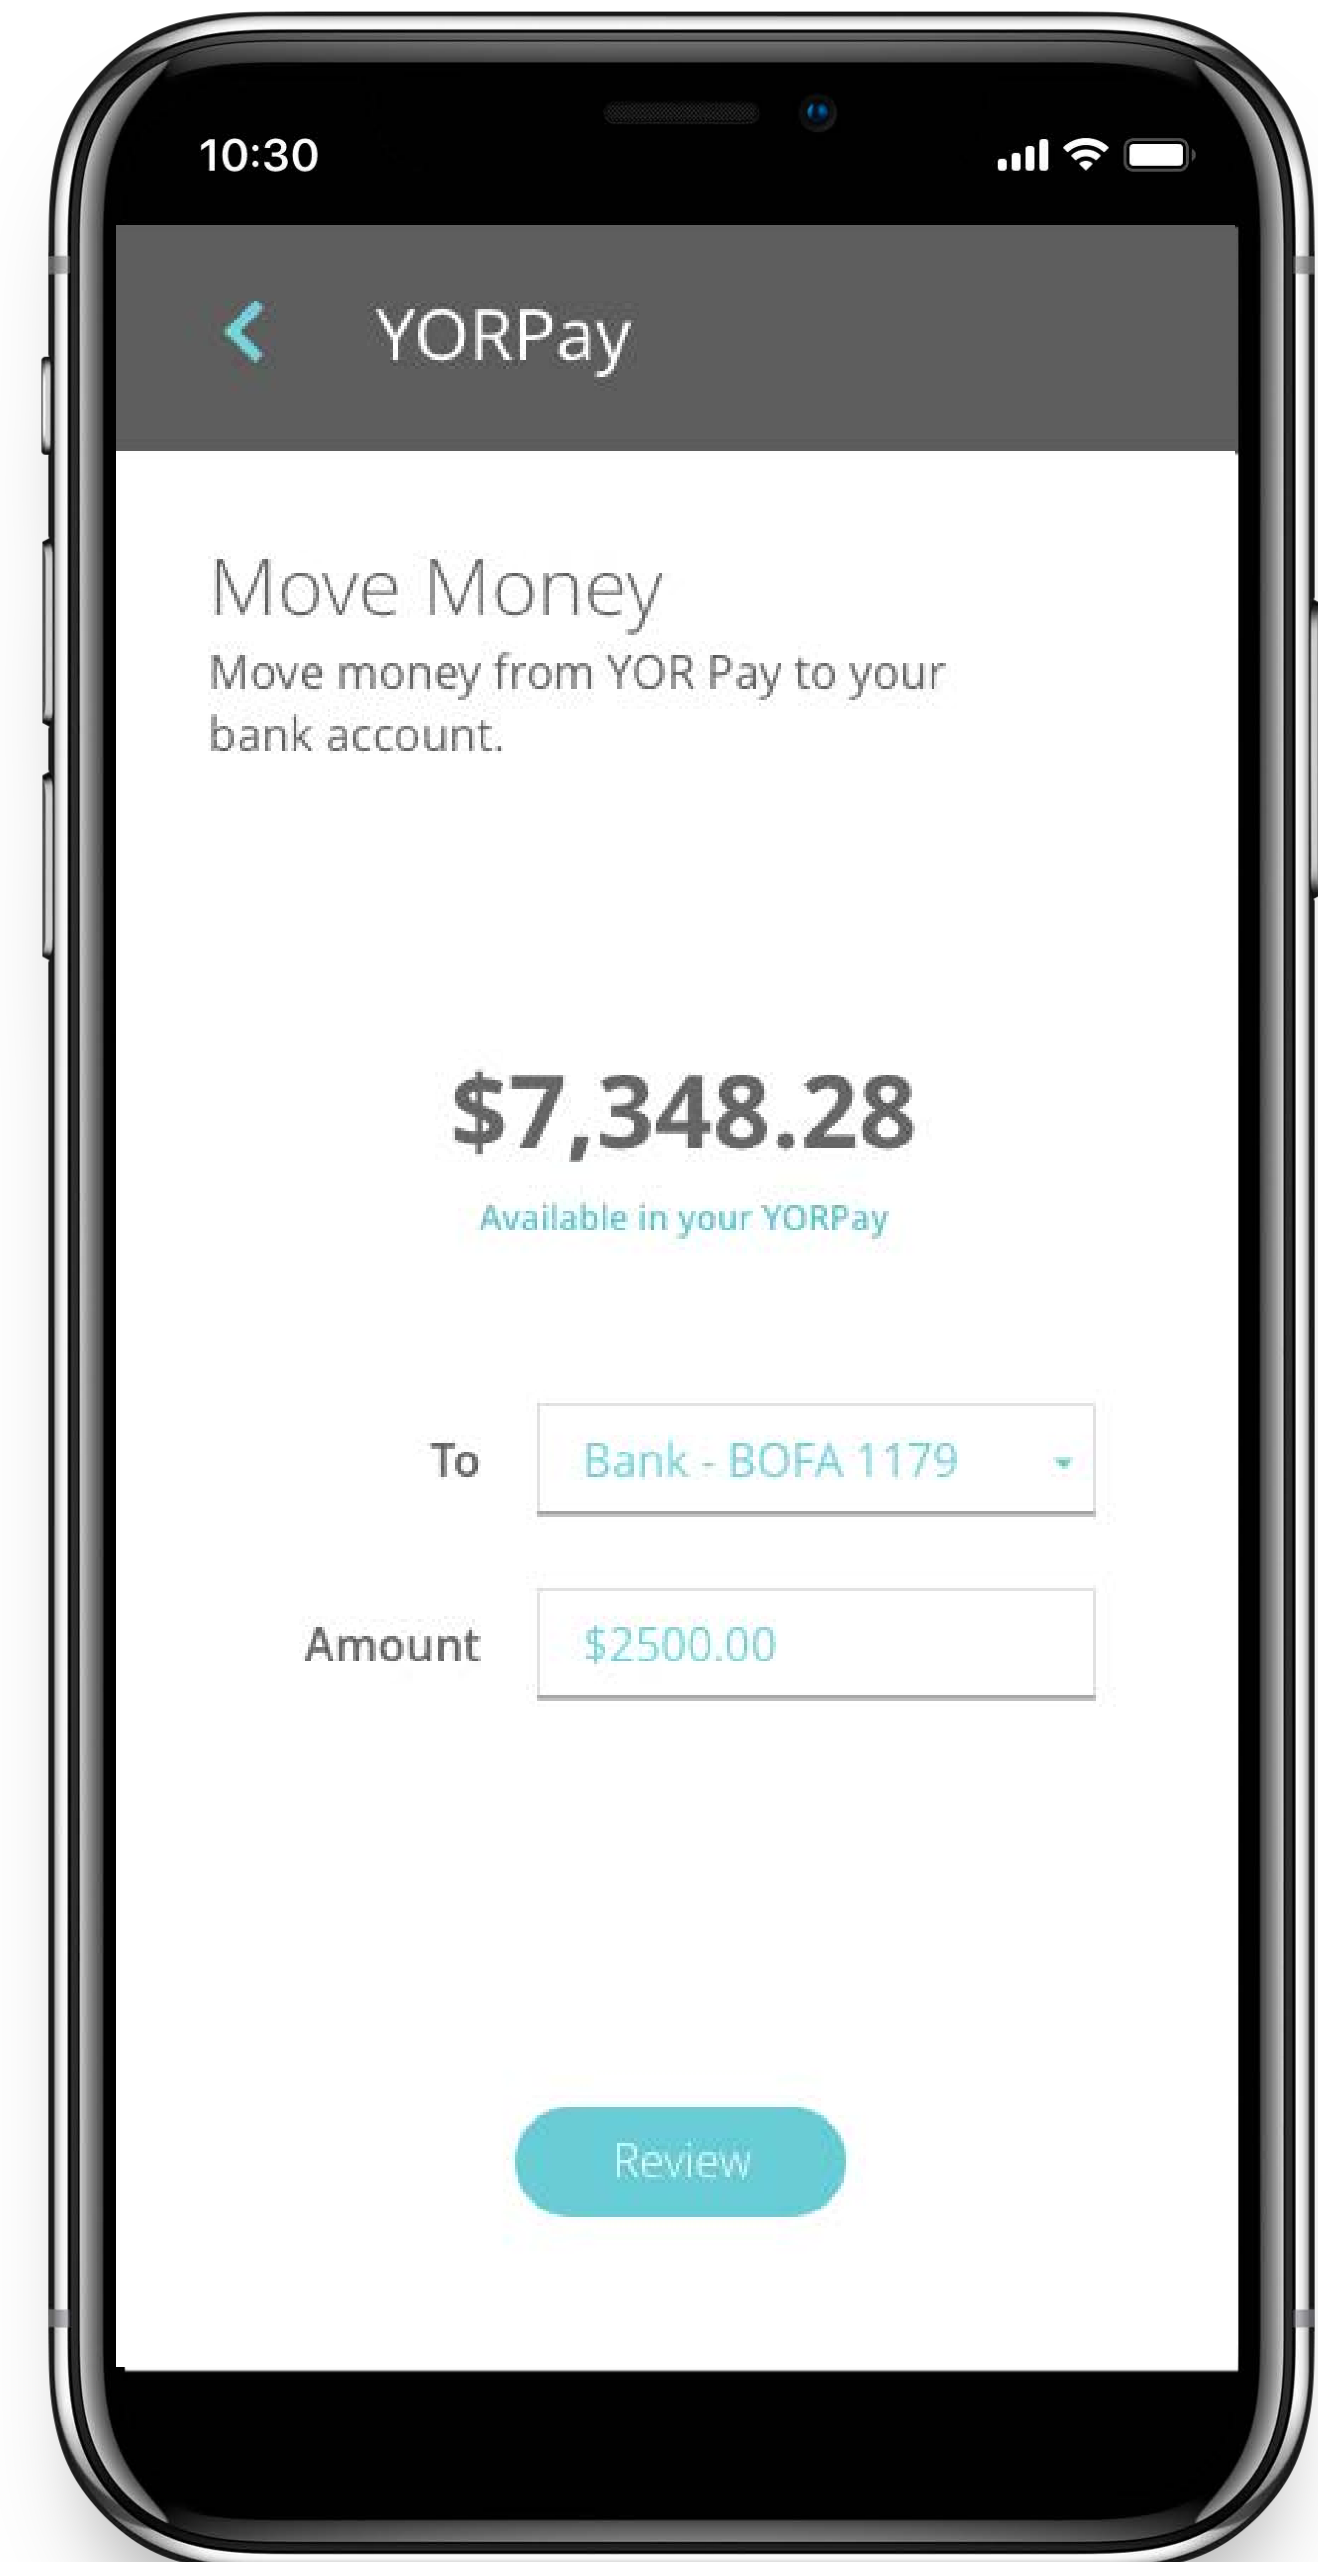 10:30
YORPay
Move Money
Move money from YOR Pay to your
bank account.
$7,348.28
Available in your YORPay
To
Bank - BOFA 1179
Amount
$2500.00
Review